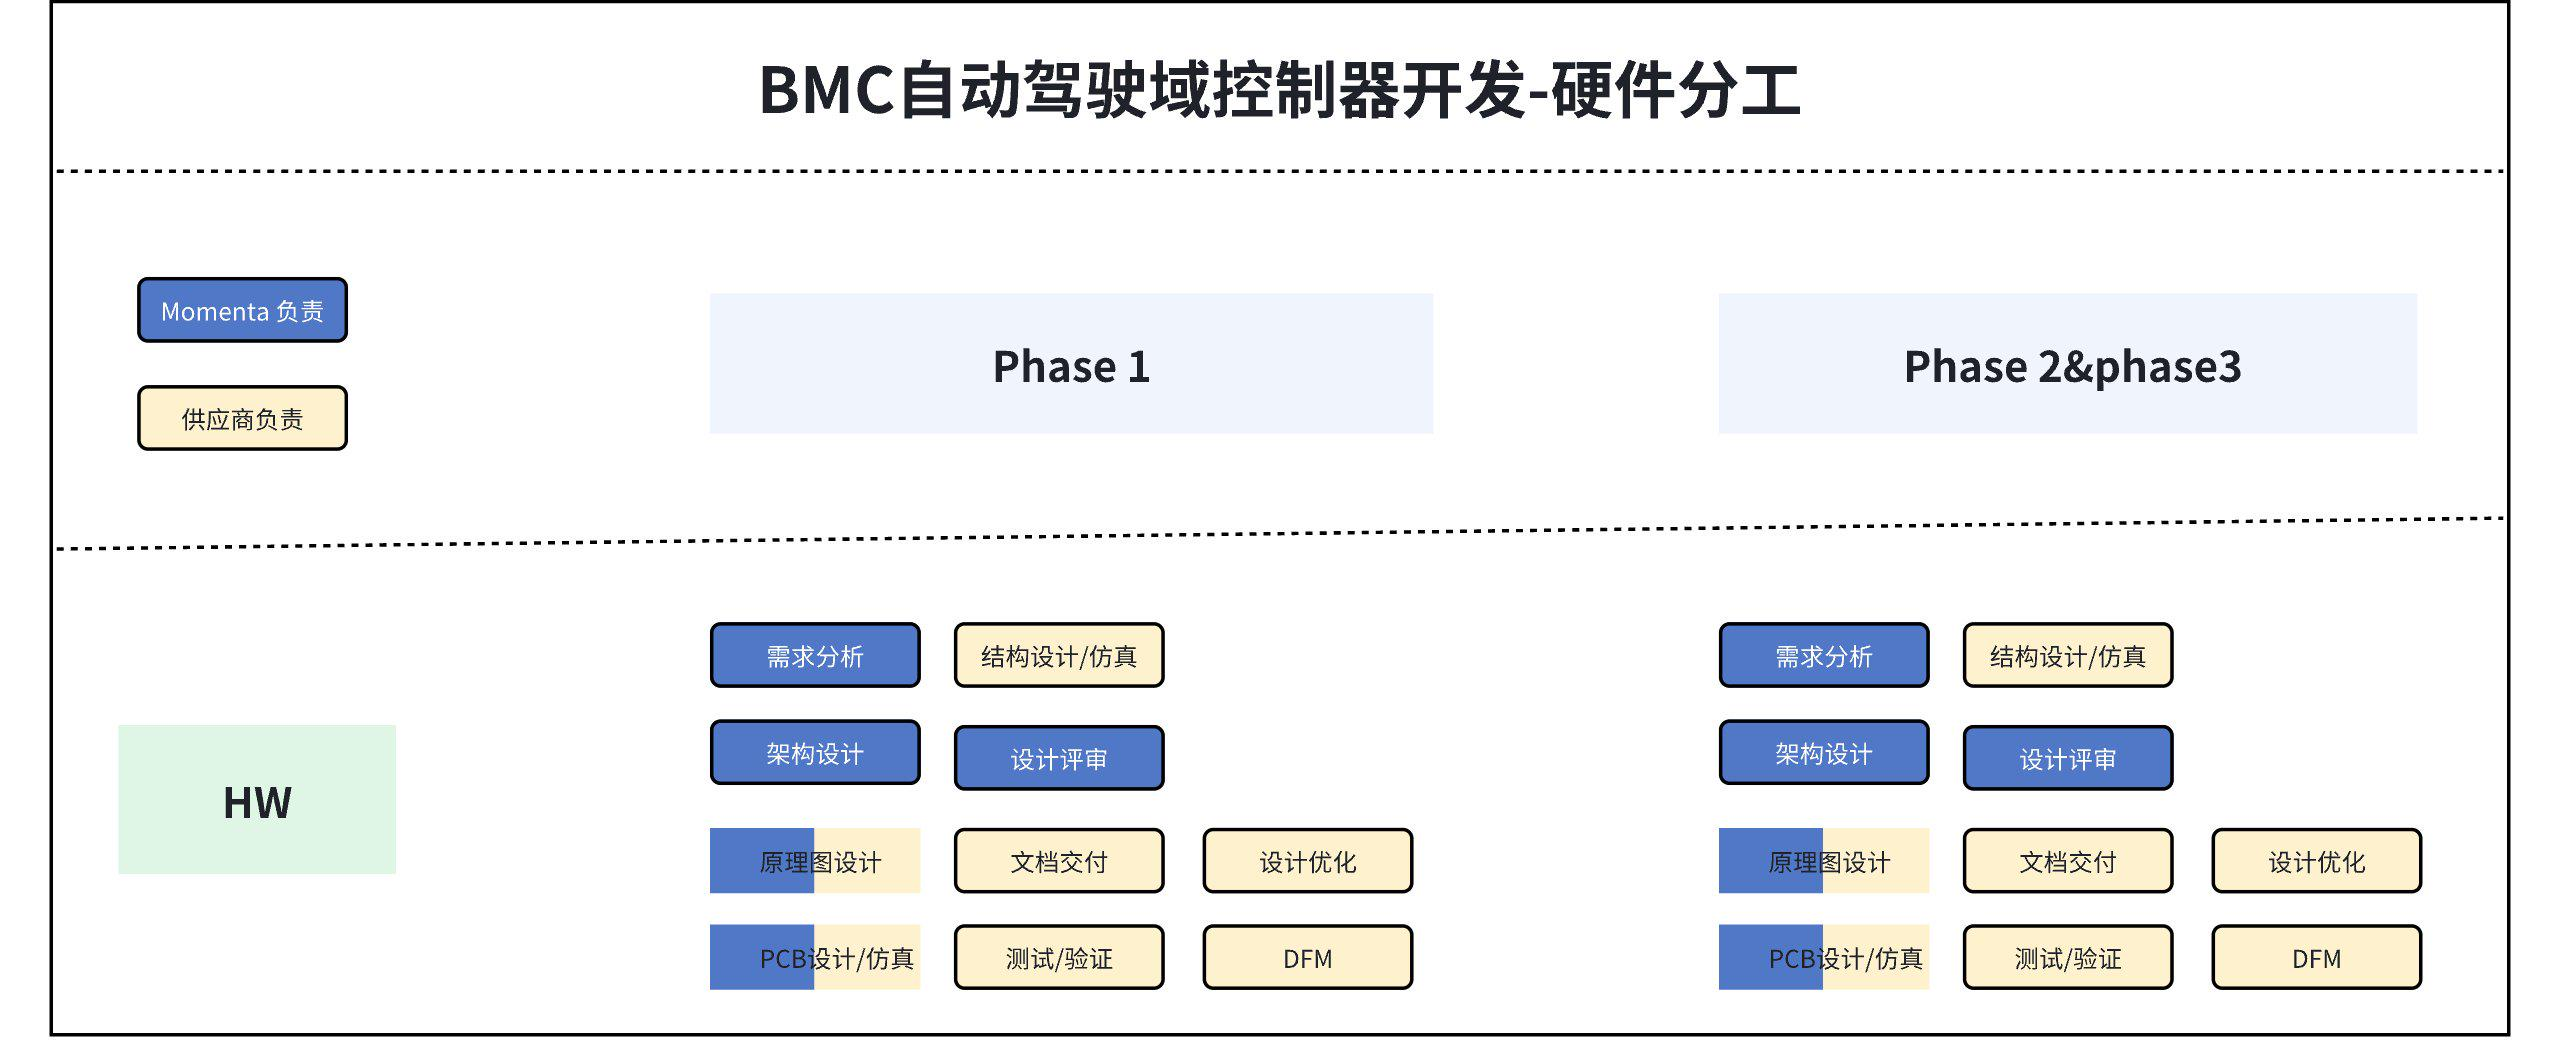 BMC自动驾驶域控制器开发-硬件分工
Momenta 负责
供应商负责
Phase 1
Phase 2&phase3
HW
需求分析
结构设计/仿真
架构设计
设计评审
原理图设计
文档交付
设计优化
PCB设计/仿真
测试/验证
DFM
需求分析
结构设计/仿真
架构设计
设计评审
原理图设计
文档交付
设计优化
PCB设计/仿真
测试/验证
DFM